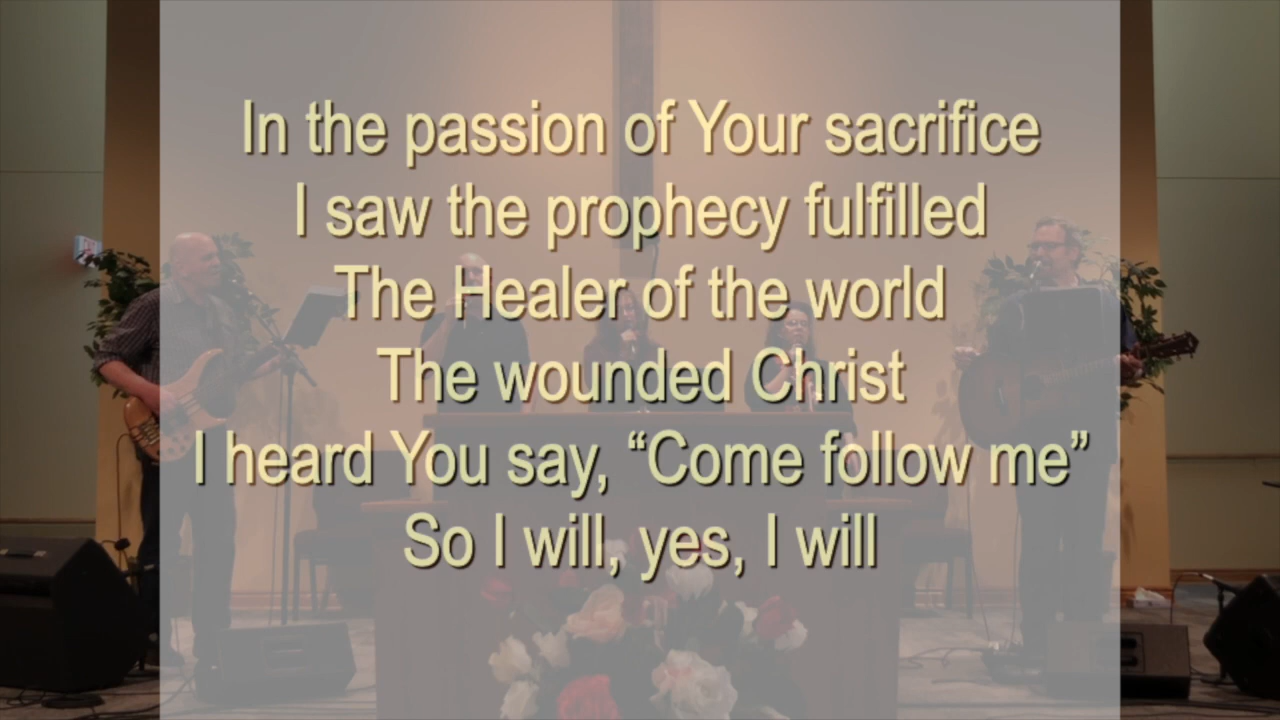 In the passion of Your sacrifice
I saw the prophecy fulfilled
The Healer of the world
The wounded Christ
I heard You say, “Come follow me”
So I will, yes, I will